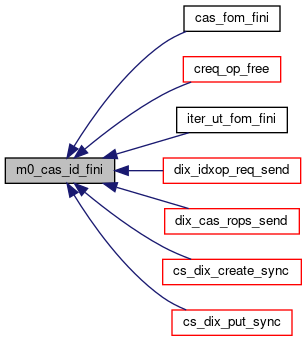 cas_fom_fini
creq_op_free
iter_ut_fom_fini
m0_cas_id_fini
dix_idxop_req_send
dix_cas_rops_send
cs_dix_create_sync
cs_dix_put_sync